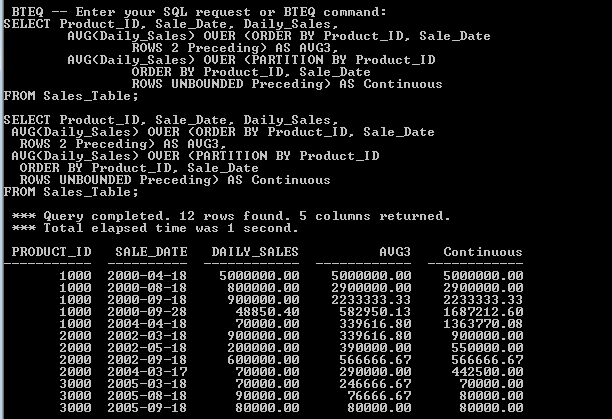 BTEQ -- Enter your SQL request or BTEQ command:
SELECT Product_ID, Sale_Date, Daily_Sales,
AVG(Daily_Sales) OVER (ORDER BY Product_ID, Sale_Date
ROWS 2 Preceding) AS AVG3,
AVG(Daily_Sales) OVER (PARTITION BY Product_ID
ORDER BY Product_ID, Sale_Date
ROWS UNBOUNDED Preceding) AS Continuous
FROM Sales_Table;
SELECT Product_ID, Sale_Date, Daily_Sales,
AVG(Daily_Sales) OVER (ORDER BY Product_ID, Sale_Date
ROWS 2 Preceding) AS AVG3,
AVG(Daily_Sales) OVER (PARTITION BY Product_ID
ORDER BY Product_ID, Sale_Date
ROWS UNBOUNDED Preceding) AS Continuous
FROM Sales_Table;
*** Query completed. 12 rows found. 5 columns returned.
*** Total elapsed time was 1 second.
PRODUCT_ID SALE_DATE DAILY_SALES AVG3 Continuous
1000 2000-04-18 5000000.00 5000000.00 5000000.00
1000 2000-08-18 800000.00 2900000.00 2900000.00
1000 2000-09-18 900000.00 2233333.33 2233333.33
1000 2000-09-28 48850.40 582950.13 1687212.60
1000 2004-04-18 70000.00 339616.80 1363770.08
2000 2002-03-18 900000.00 339616.80 900000.00
2000 2002-05-18 200000.00 390000.00 550000.00
2000 2002-09-18 600000.00 566666.67 566666.67
2000 2004-03-17 70000.00 290000.00 442500.00
3000 2005-03-18 70000.00 246666.67 70000.00
3000 2005-08-18 90000.00 76666.67 80000.00
3000 2005-09-18 80000.00 80000.00 80000.00